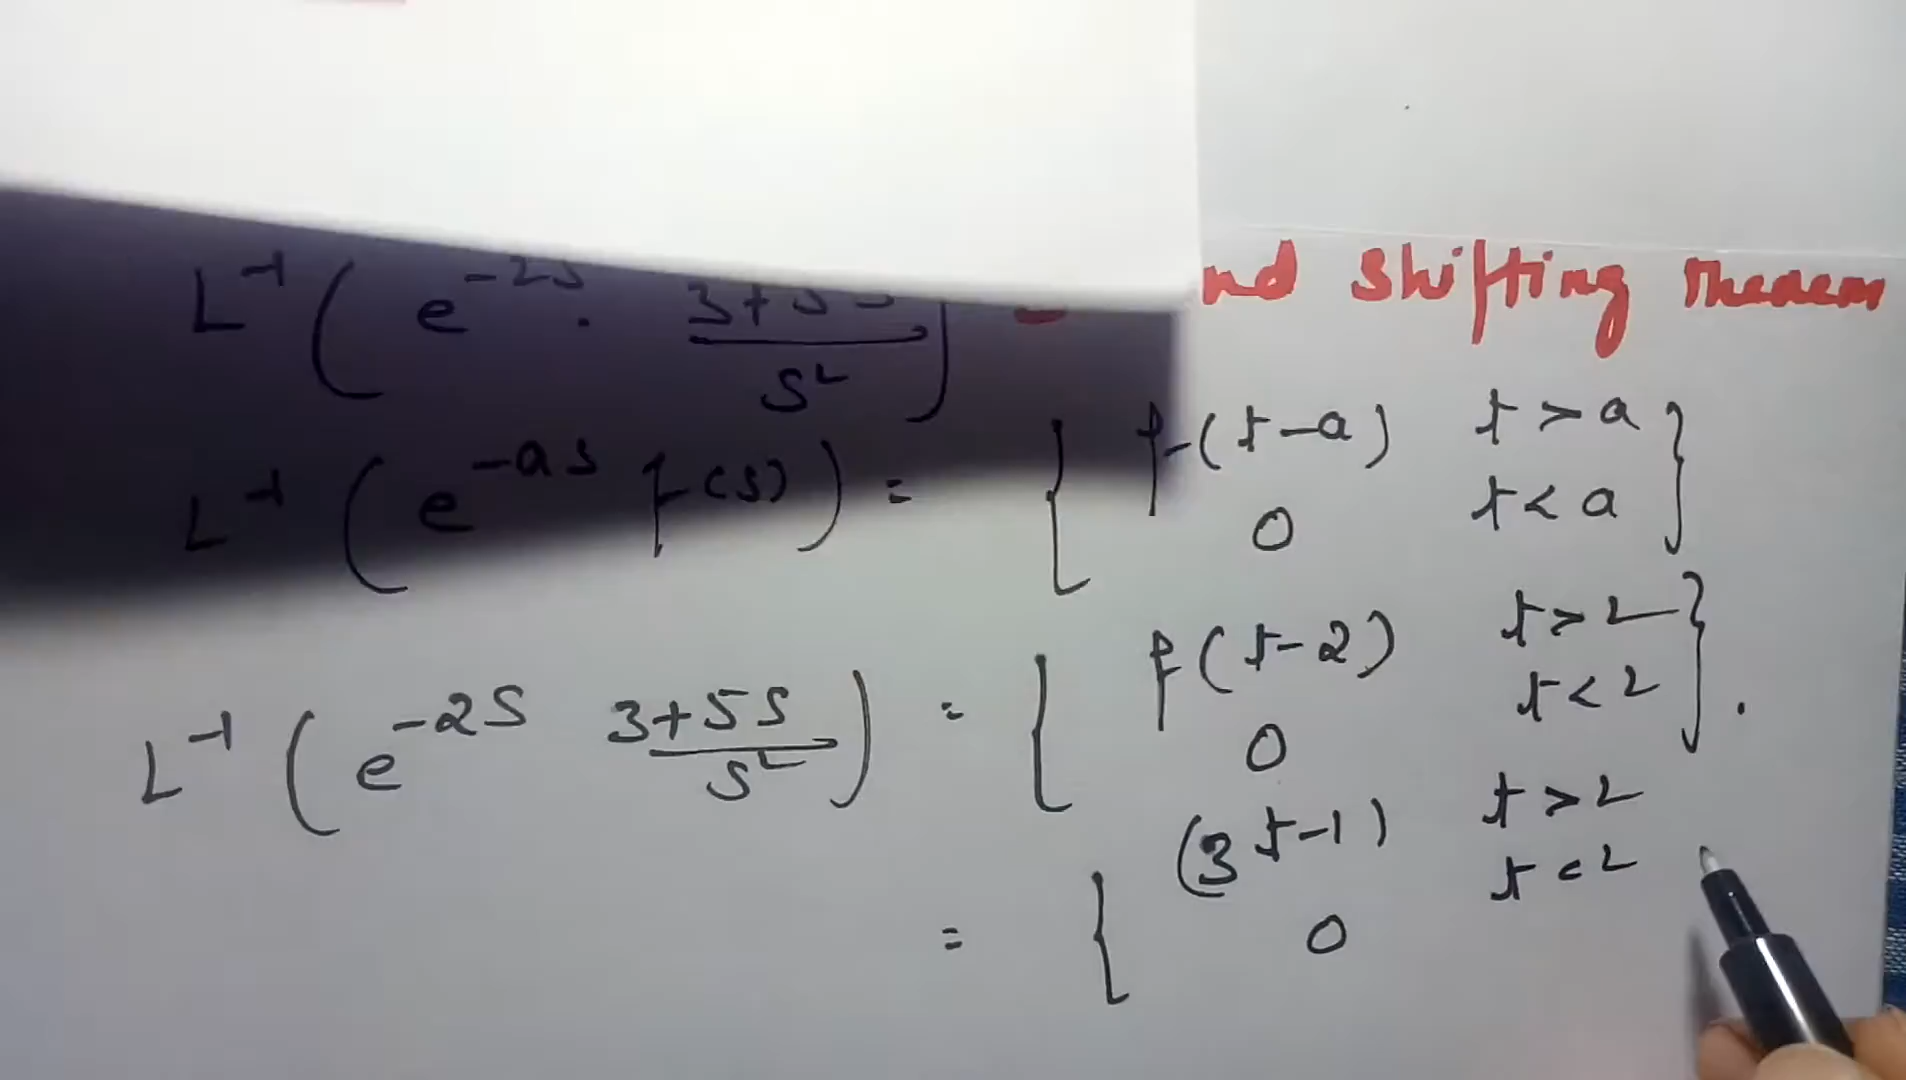 nd Shifting Theorem
L⁻¹ ( e⁻²ˢ . 3+5S / S² )
L⁻¹ ( e⁻ᵃˢ f(s) ) = { f(t-a) t > a
0 t < a }
L⁻¹ ( e⁻²ˢ 3+5S / S² ) = { f(t-2) t > 2
0 t < 2 } .
= { (3t-1) t > 2
0 t < 2